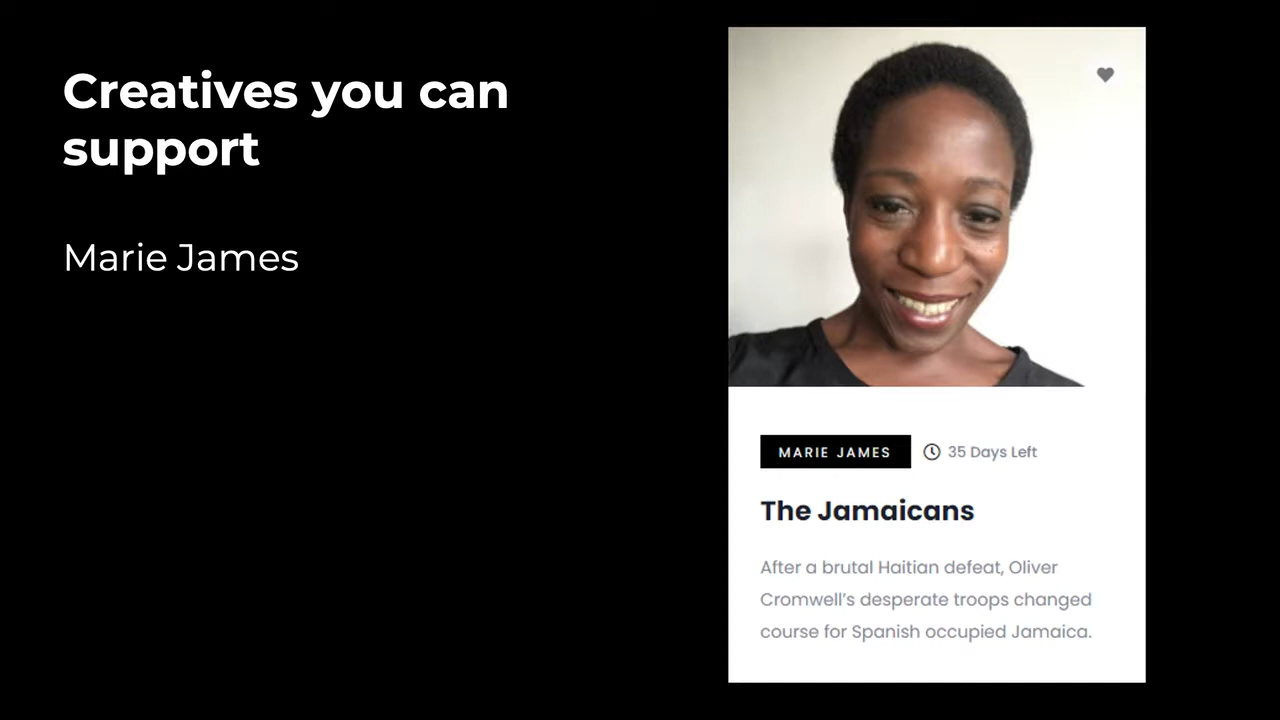 Creatives you can
support
Marie James
MARIE JAMES
35 Days Left
The Jamaicans
After a brutal Haitian defeat, Oliver
Cromwell's desperate troops changed
course for Spanish occupied Jamaica.